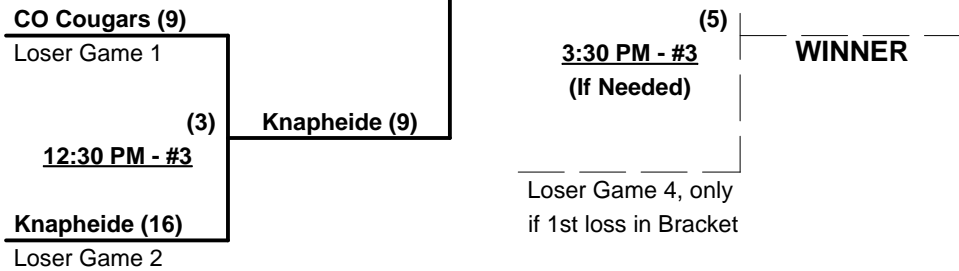 CO Cougars (9)
Loser Game 1
(3)
12:30 PM - #3
Knapheide (9)
Knapheide (16)
Loser Game 2
(5)
3:30 PM - #3
(If Needed)
WINNER
Loser Game 4, only
if 1st loss in Bracket